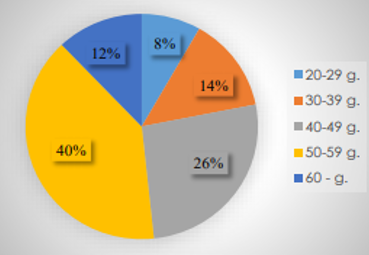 8%
14%
26%
40%
12%
20-29 g.
30-39 g.
40-49 g.
50-59 g.
60 - g.